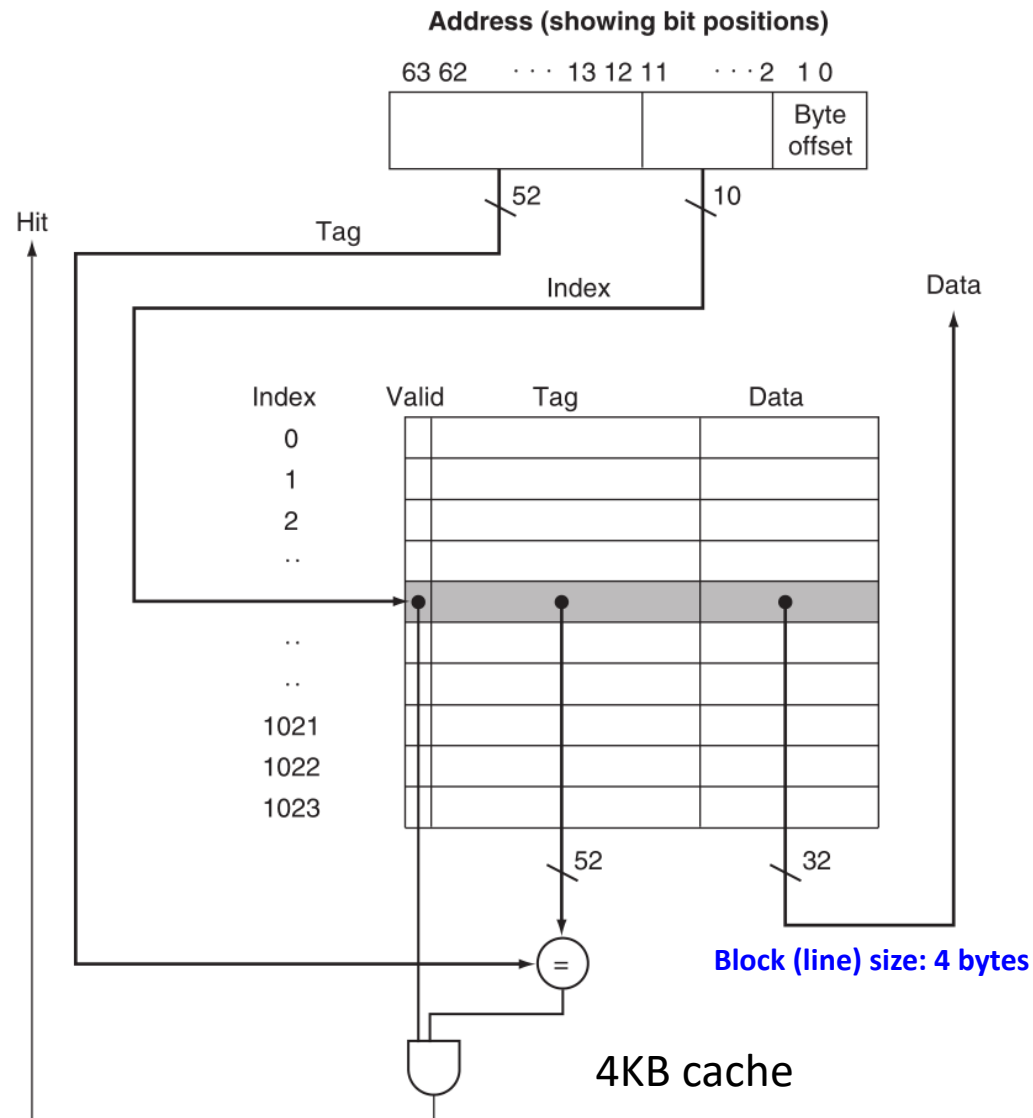 Address (showing bit positions)
63 62 · · · 13 12 11 · · · 2 1 0
Byte
offset
52 10
Hit
Tag
Index Data
Index Valid Tag Data
0
1
2
..
..
..
1021
1022
1023
52 32
=
Block (line) size: 4 bytes
4KB cache